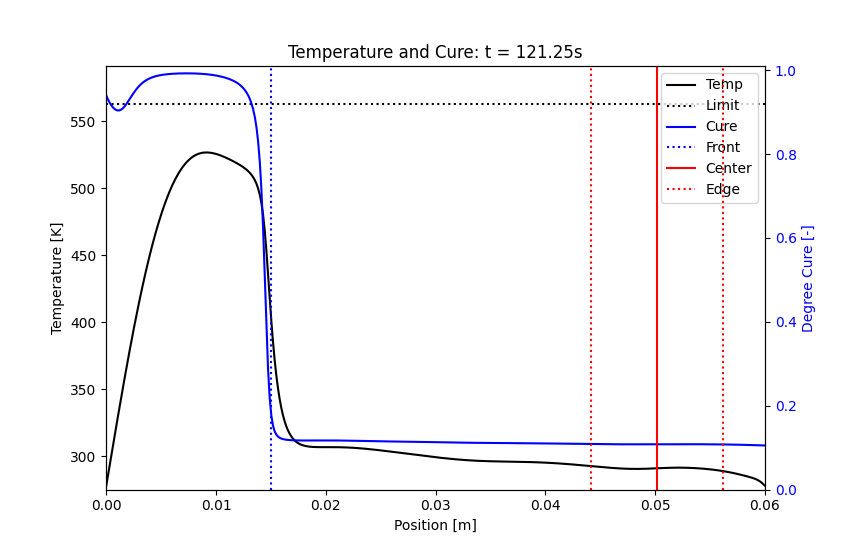 Temperature and Cure: t = 121.25s
Temperature [K]
550
500
450
400
350
300
Temp
Limit
Cure
Front
Center
Edge
1.0
0.8
0.6
0.4
0.2
0.0
Degree Cure [-]
0.00 0.01 0.02 0.03 0.04 0.05 0.06
Position [m]